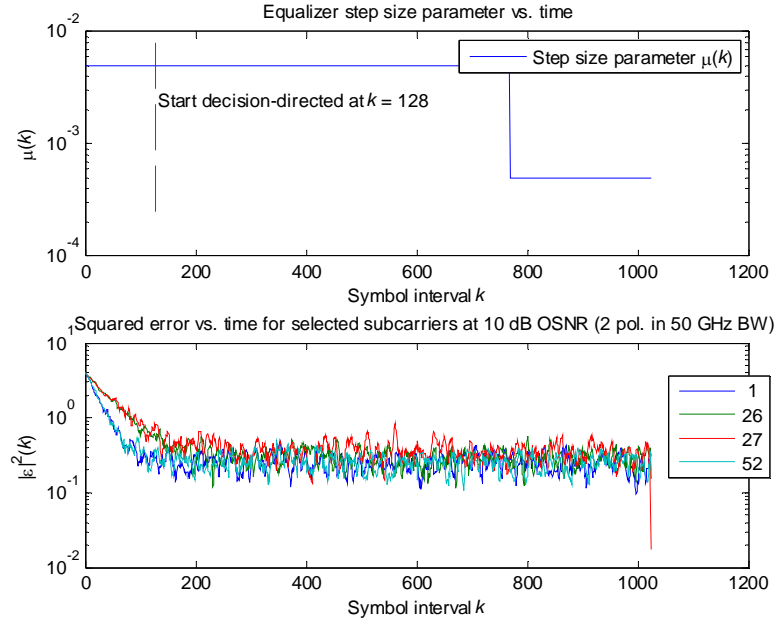 Equalizer step size parameter vs. time
10^-2
Step size parameter μ(k)
Start decision-directed at k = 128
10^-3
μ(k)
10^-4
0 200 400 600 800 1000 1200
Symbol interval k
Squared error vs. time for selected subcarriers at 10 dB OSNR (2 pol. in 50 GHz BW)
10^1
1
26
27
52
10^0
|ε|^2(k)
10^-1
10^-2
0 200 400 600 800 1000 1200
Symbol interval k